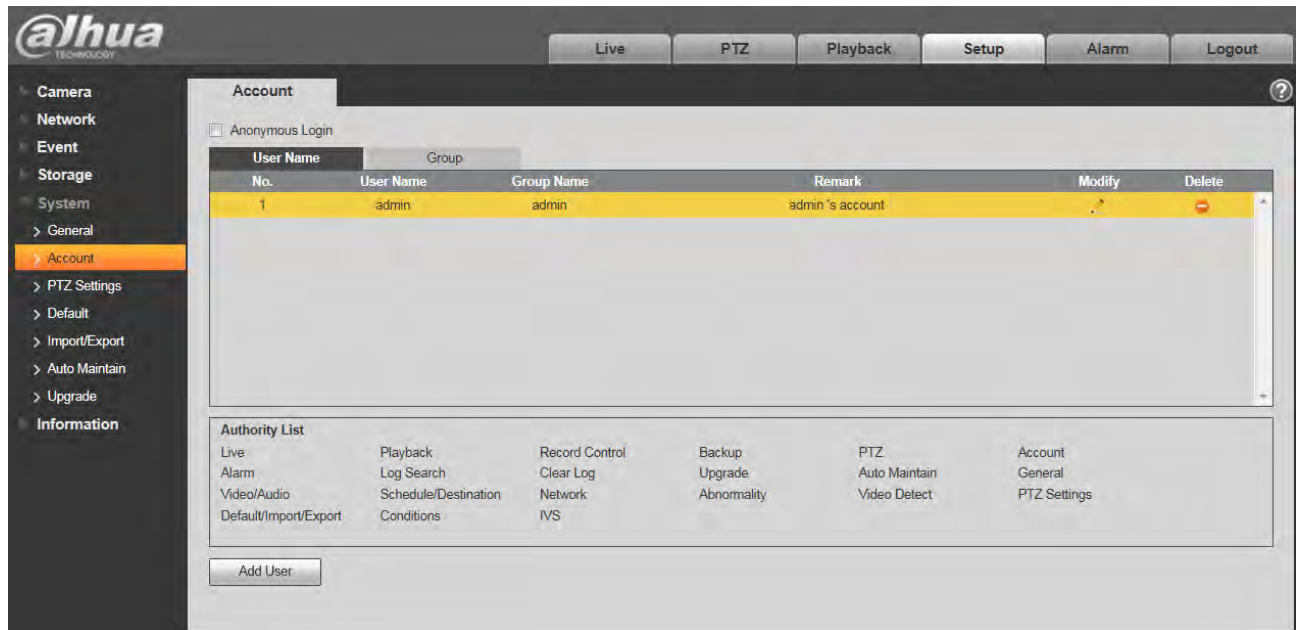 alhua
TECHNOLOGY
Live PTZ Playback Setup Alarm Logout
Camera
Network
Event
Storage
System
> General
> Account
> PTZ Settings
> Default
> Import/Export
> Auto Maintain
> Upgrade
Information
Account
?
Anonymous Login
User Name Group
No. User Name Group Name Remark Modify Delete
1 admin admin admin 's account
Authority List
Live Playback Record Control Backup PTZ Account
Alarm Log Search Clear Log Upgrade Auto Maintain General
Video/Audio Schedule/Destination Network Abnormality Video Detect PTZ Settings
Default/Import/Export Conditions IVS
Add User